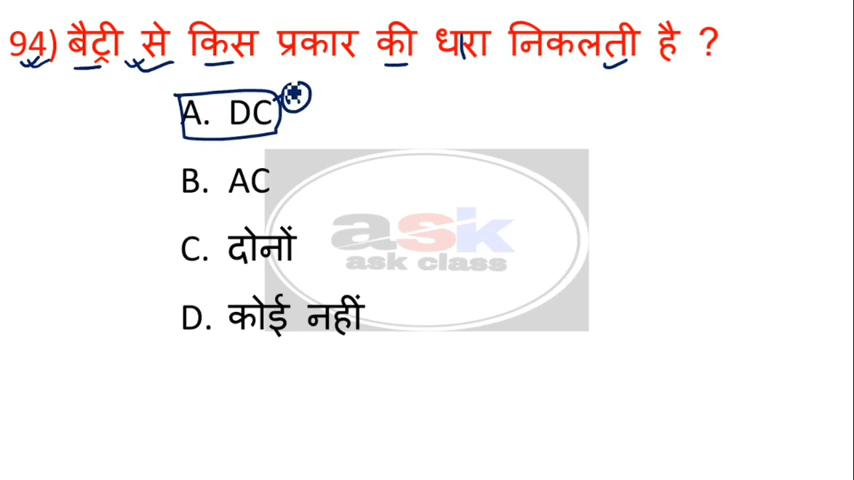 94) बैट्री से किस प्रकार की धारा निकलती है ?
A. DC
B. AC
C. दोनों
D. कोई नहीं
ask
ask class